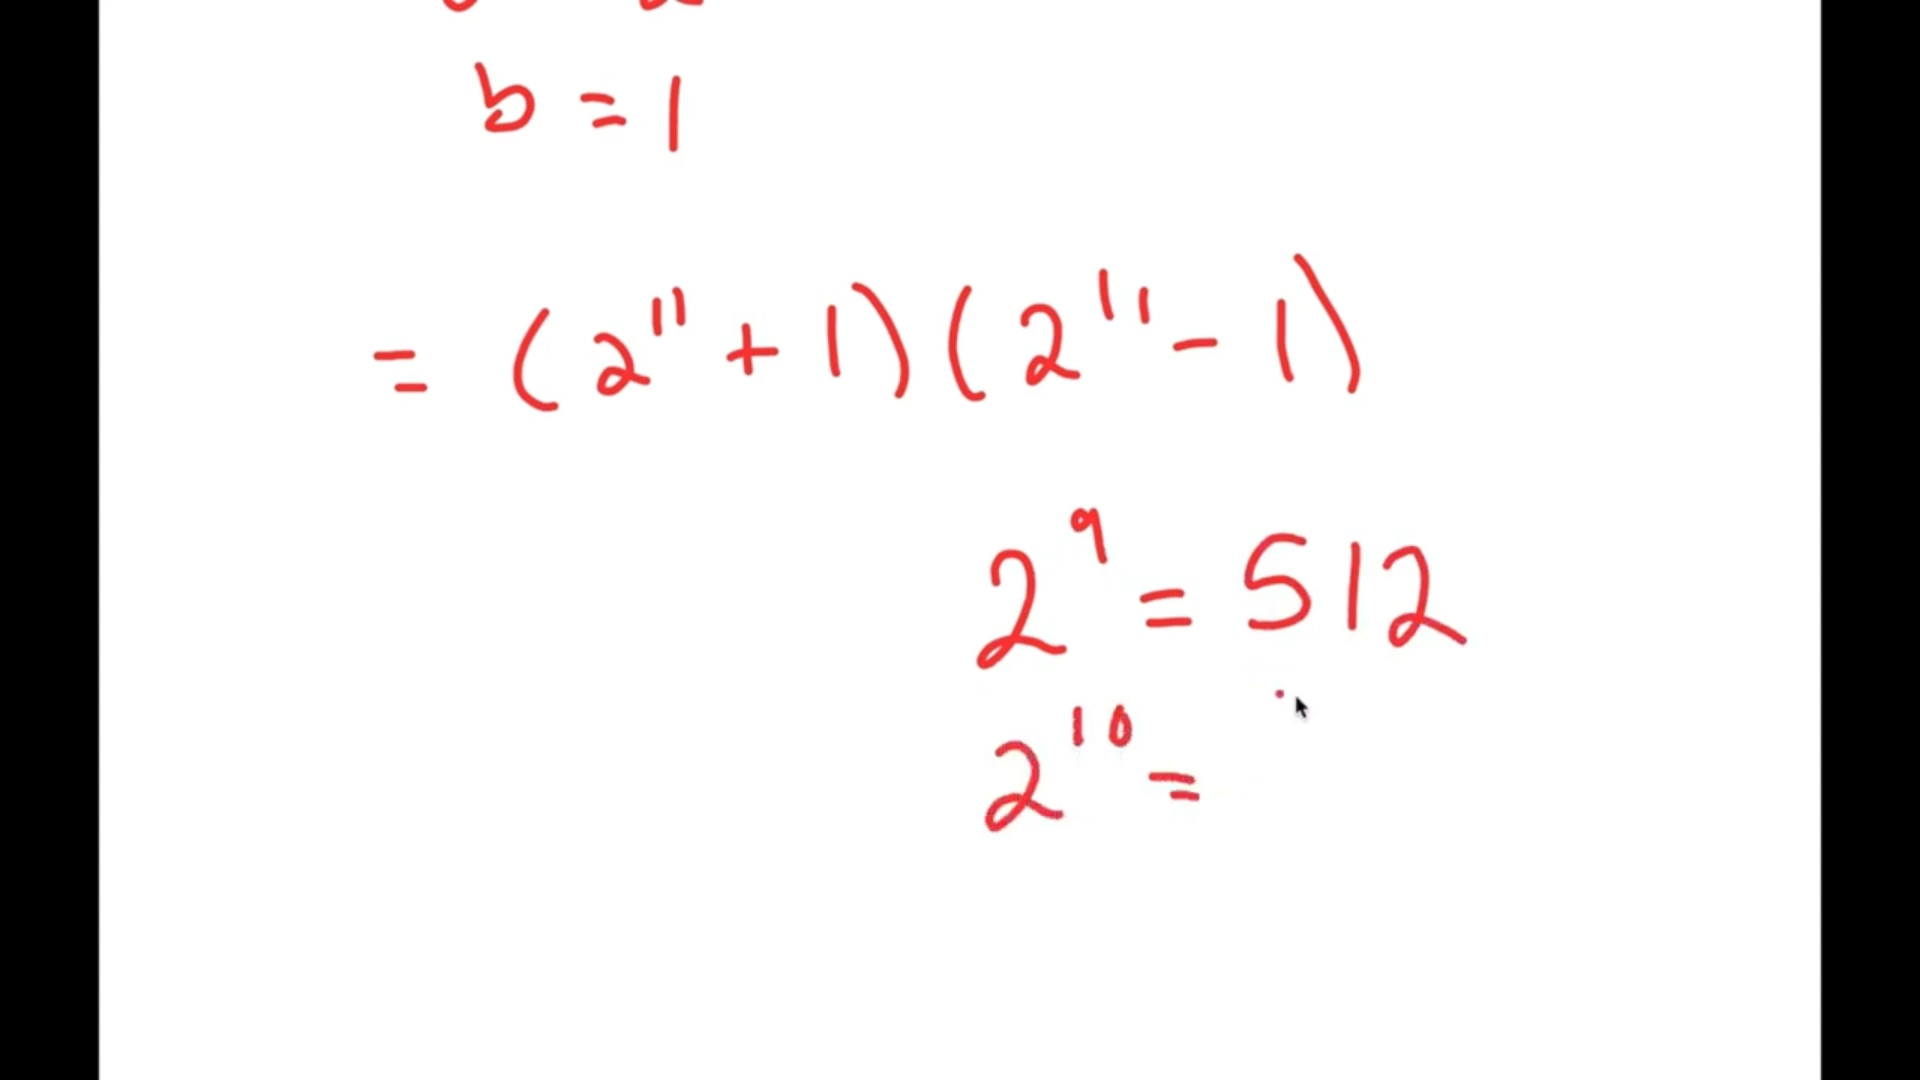 b = 1
= (2¹¹ + 1)(2¹¹ - 1)
2⁹ = 512
2¹⁰ =